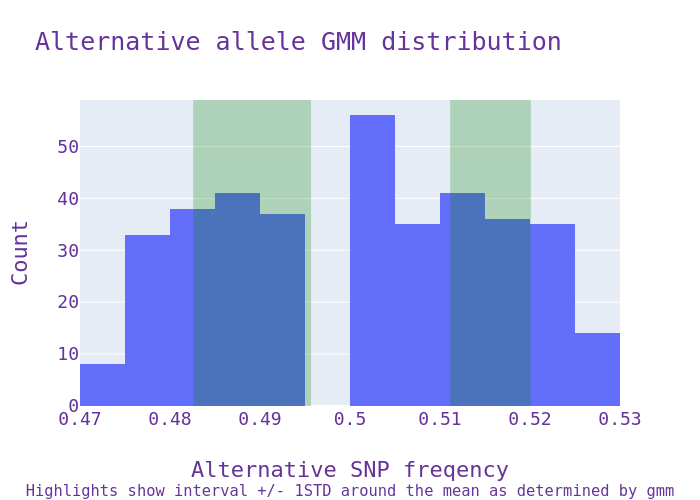 Alternative allele GMM distribution
50
40
30
20
10
0
Count
0.47 0.48 0.49 0.5 0.51 0.52 0.53
Alternative SNP freqency
Highlights show interval +/- 1STD around the mean as determined by gmm